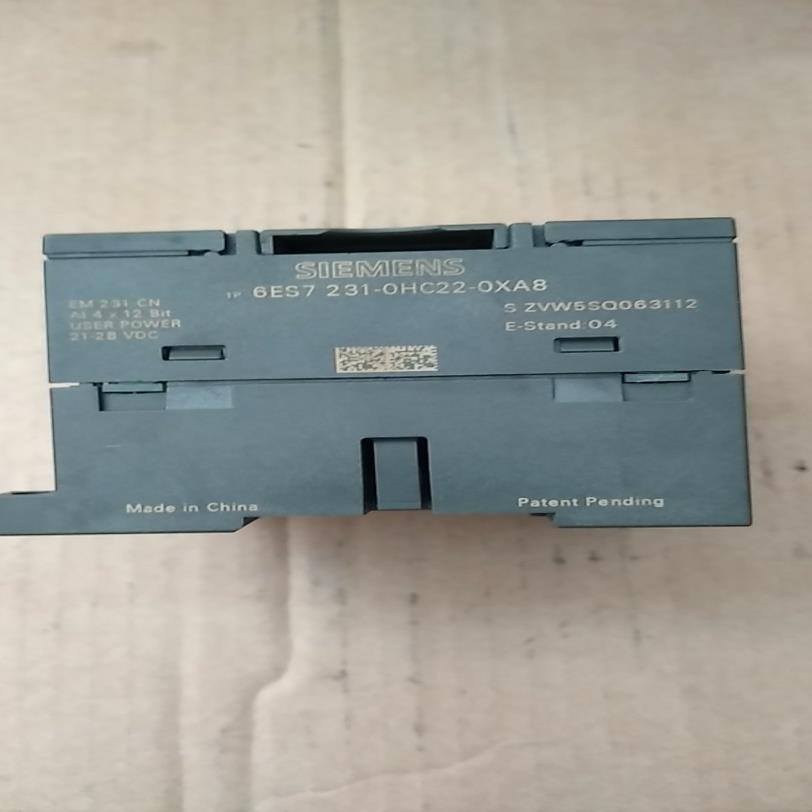 SIEMENS
1P 6ES7 231-0HC22-0XA8
EM 231 CN
AI 4 x 12 Bit
USER POWER
21-28 VDC
S ZVW5SQ063112
E-Stand:04
Made in China
Patent Pending